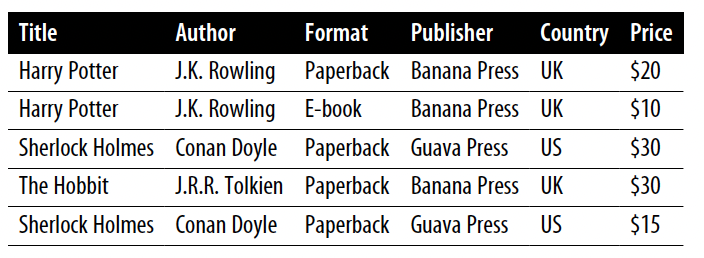 Title Author Format Publisher Country Price
Harry Potter J.K. Rowling Paperback Banana Press UK $20
Harry Potter J.K. Rowling E-book Banana Press UK $10
Sherlock Holmes Conan Doyle Paperback Guava Press US $30
The Hobbit J.R.R. Tolkien Paperback Banana Press UK $30
Sherlock Holmes Conan Doyle Paperback Guava Press US $15